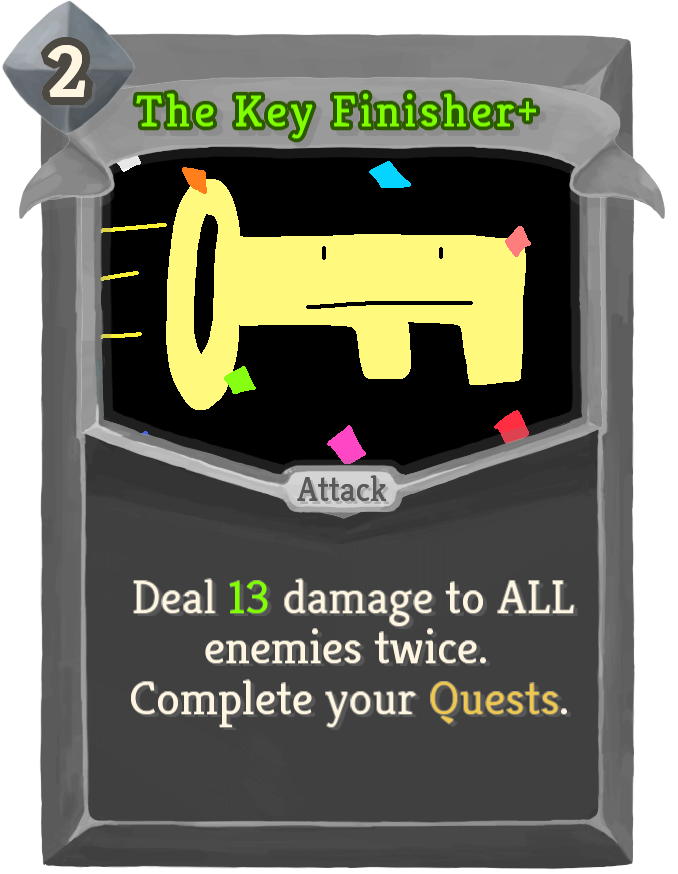 2
The Key Finisher+
Attack
Deal 13 damage to ALL
enemies twice.
Complete your Quests.